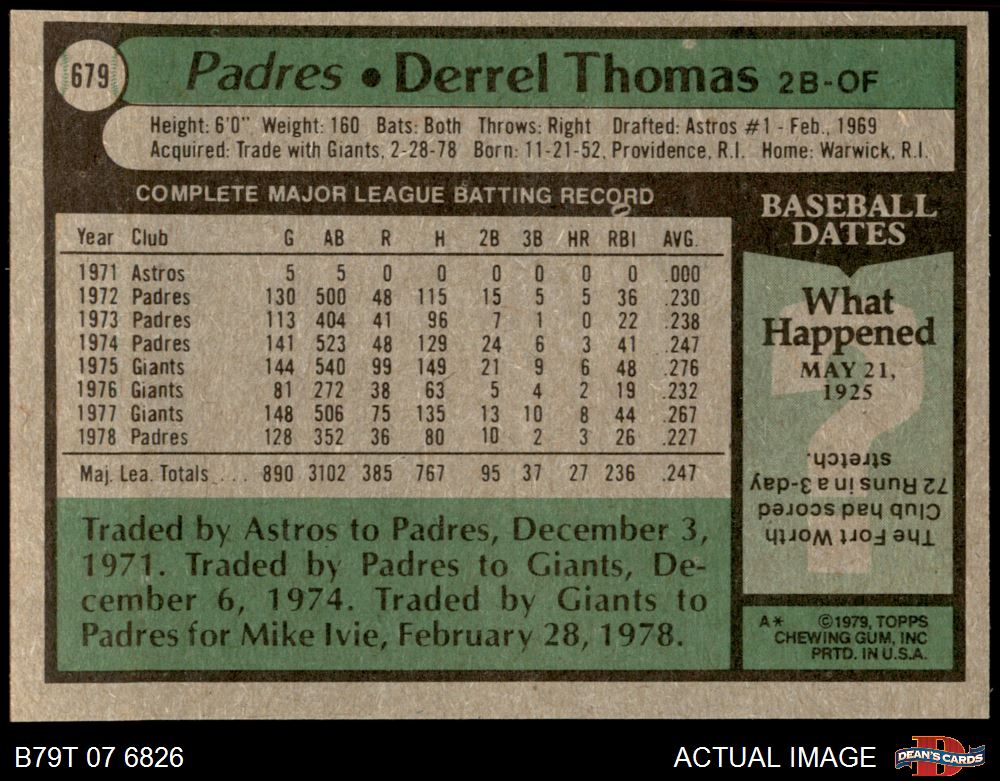 679
Padres • Derrel Thomas 2B-OF
Height: 6'0" Weight: 160 Bats: Both Throws: Right Drafted: Astros #1 - Feb., 1969
Acquired: Trade with Giants, 2-28-78 Born: 11-21-52, Providence, R.I. Home: Warwick, R.I.
COMPLETE MAJOR LEAGUE BATTING RECORD
Year Club G AB R H 2B 3B HR RBI AVG.
1971 Astros 5 5 0 0 0 0 0 0 .000
1972 Padres 130 500 48 115 15 5 5 36 .230
1973 Padres 113 404 41 96 7 1 0 22 .238
1974 Padres 141 523 48 129 24 6 3 41 .247
1975 Giants 144 540 99 149 21 9 6 48 .276
1976 Giants 81 272 38 63 5 4 2 19 .232
1977 Giants 148 506 75 135 13 10 8 44 .267
1978 Padres 128 352 36 80 10 2 3 26 .227
Maj. Lea. Totals . . . 890 3102 385 767 95 37 27 236 .247
Traded by Astros to Padres, December 3,
1971. Traded by Padres to Giants, De-
cember 6, 1974. Traded by Giants to
Padres for Mike Ivie, February 28, 1978.
BASEBALL
DATES
What
Happened
MAY 21,
1925
?
The Fort Worth
Club had scored
72 Runs in a 3-day
stretch.
A* ©1979, TOPPS
CHEWING GUM, INC
PRTD. IN U.S.A.
B79T 07 6826
ACTUAL IMAGE
D
DEAN'S CARDS